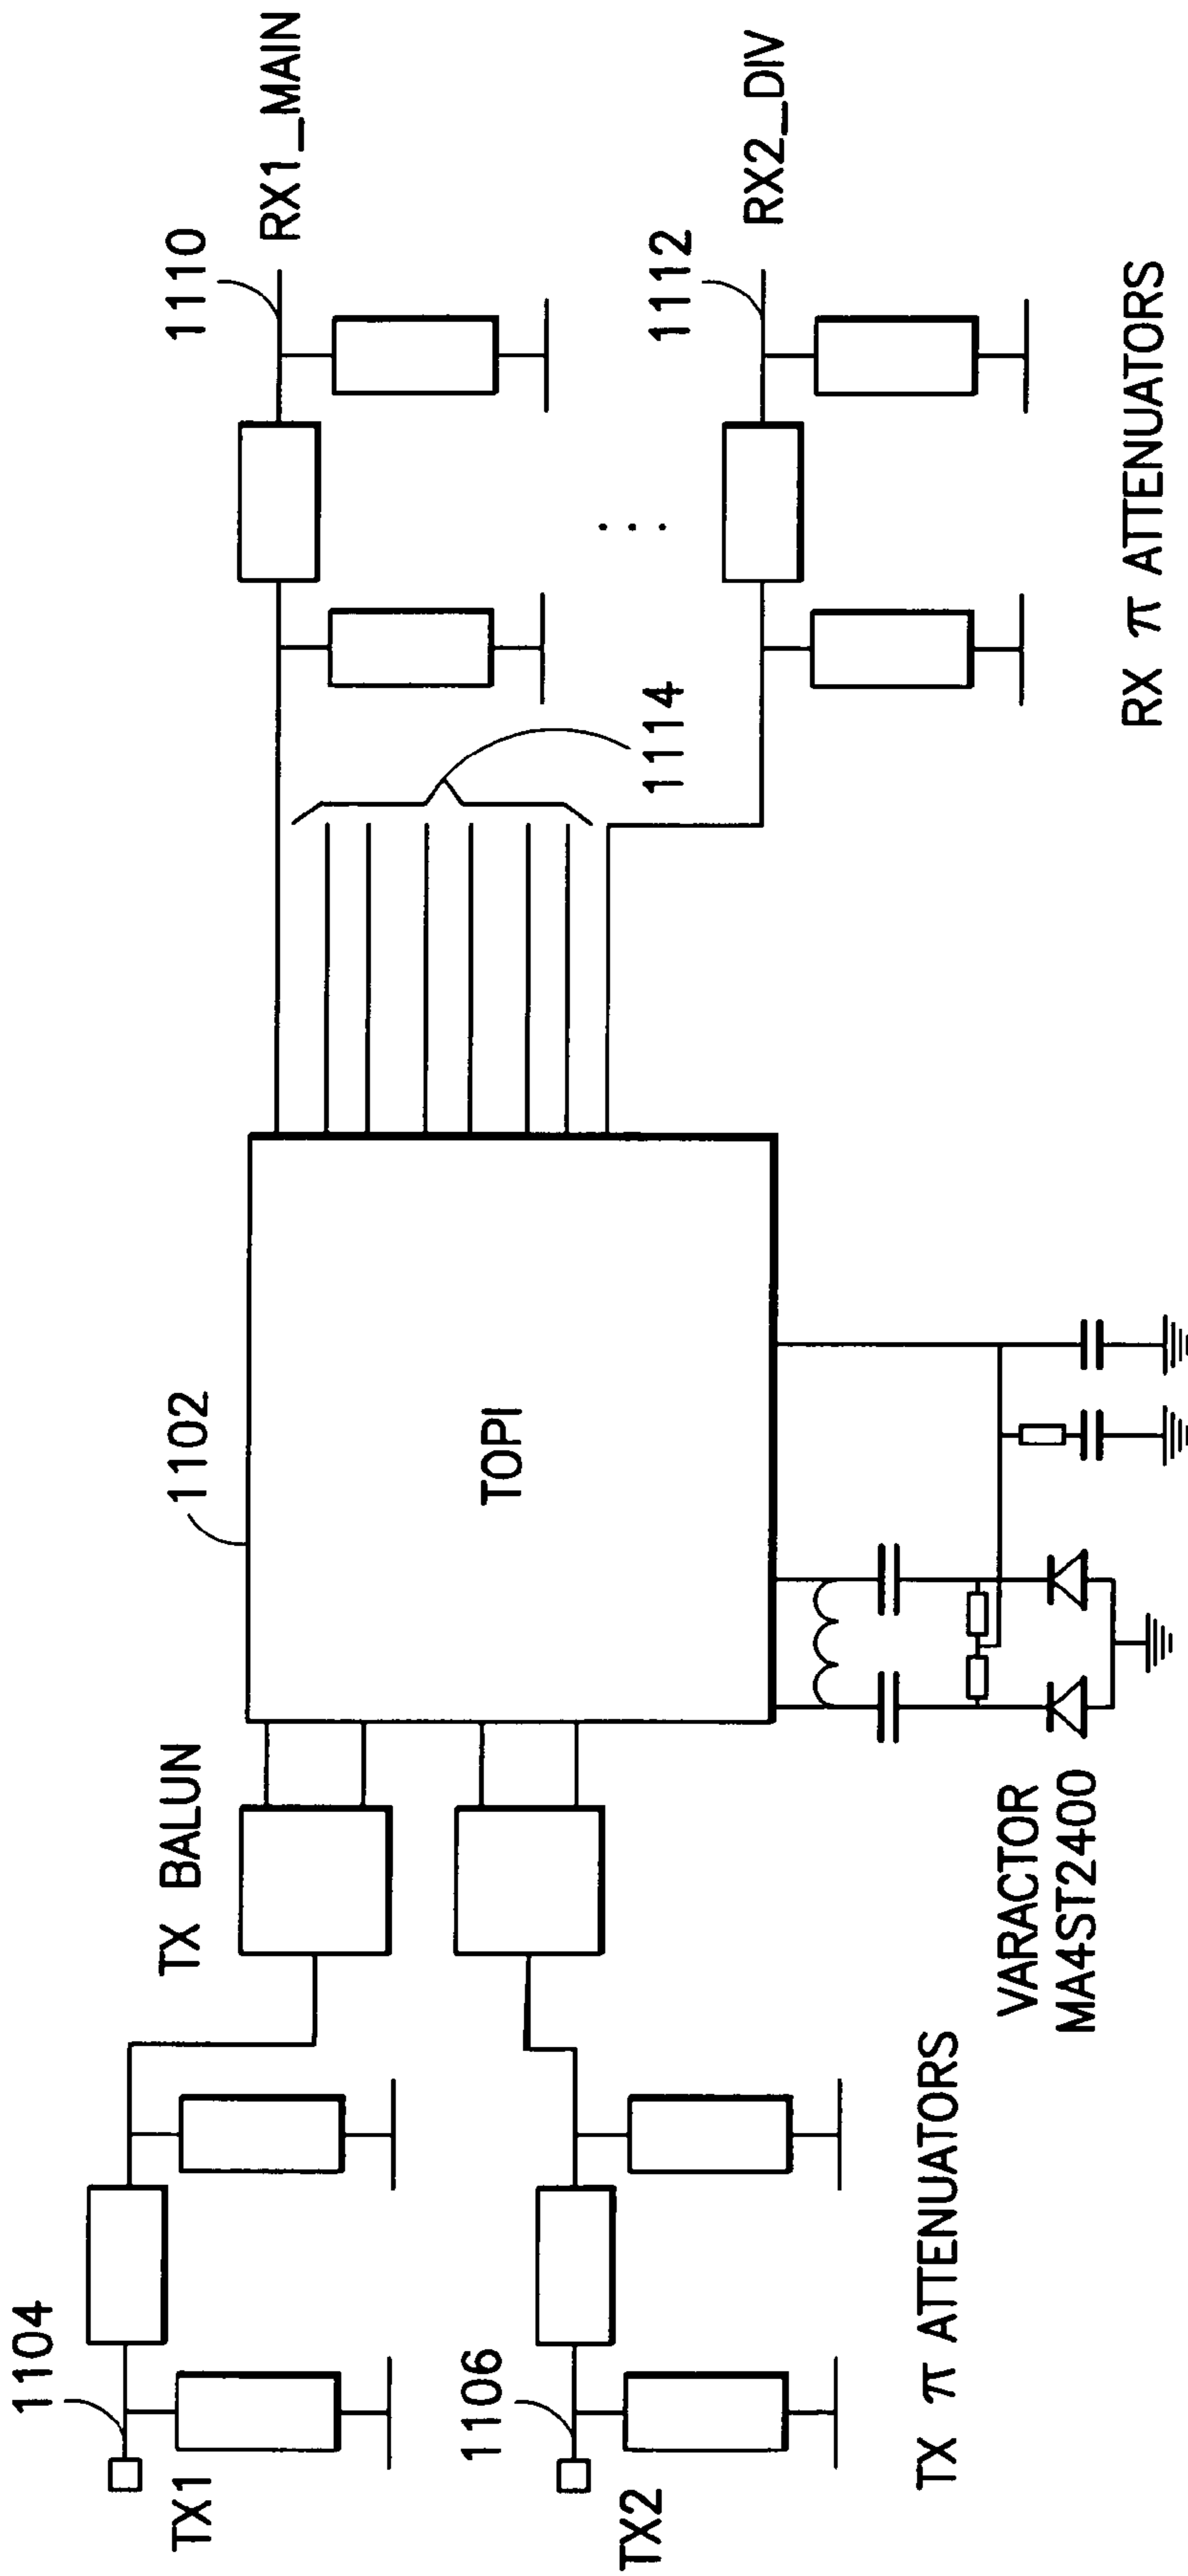 1104
TX1
1106
TX2
TX π ATTENUATORS
TX BALUN
VARACTOR
MA4ST2400
1102
TOPI
1114
1110
RX1_MAIN
1112
RX2_DIV
...
RX π ATTENUATORS